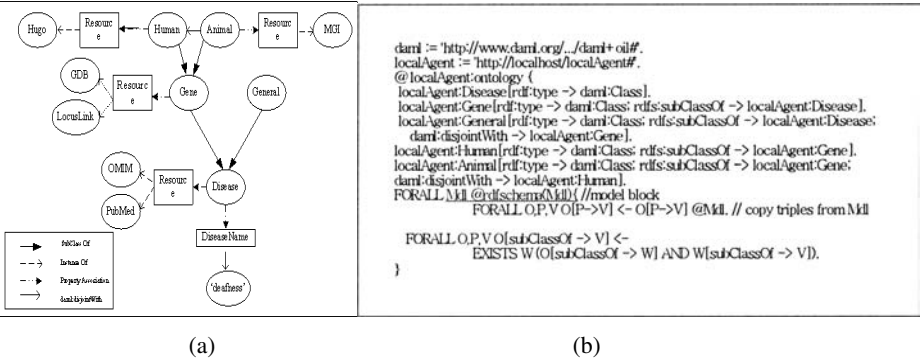 Hugo
Resourc
e
Human
Animal
Resourc
e
MGI
GDB
LocusLink
Resourc
e
Gene
General
OMIM
PubMed
Resourc
e
Disease
DiseaseName
'deafness'
SubClass Of
Instance Of
Property Association
daml:disjointWith
(a)
daml := 'http://www.daml.org/.../daml+oil#'.
localAgent := 'http://localhost/localAgent#'.
@localAgent:ontology {
localAgent:Disease[rdf:type -> daml:Class].
localAgent:Gene[rdf:type -> daml:Class; rdfs:subClassOf -> localAgent:Disease].
localAgent:General[rdf:type -> daml:Class; rdfs:subClassOf -> localAgent:Disease;
daml:disjointWith -> localAgent:Gene].
localAgent:Human[rdf:type -> daml:Class; rdfs:subClassOf -> localAgent:Gene].
localAgent:Animal[rdf:type -> daml:Class; rdfs:subClassOf -> localAgent:Gene;
daml:disjointWith -> localAgent:Human].
FORALL Mdl @rdfschema(Mdl){ //model block
FORALL O,P,V O[P->V] <- O[P->V] @Mdl. // copy triples from Mdl
FORALL O,P,V O[subClassOf -> V] <-
EXISTS W (O[subClassOf -> W] AND W[subClassOf -> V]).
}
(b)